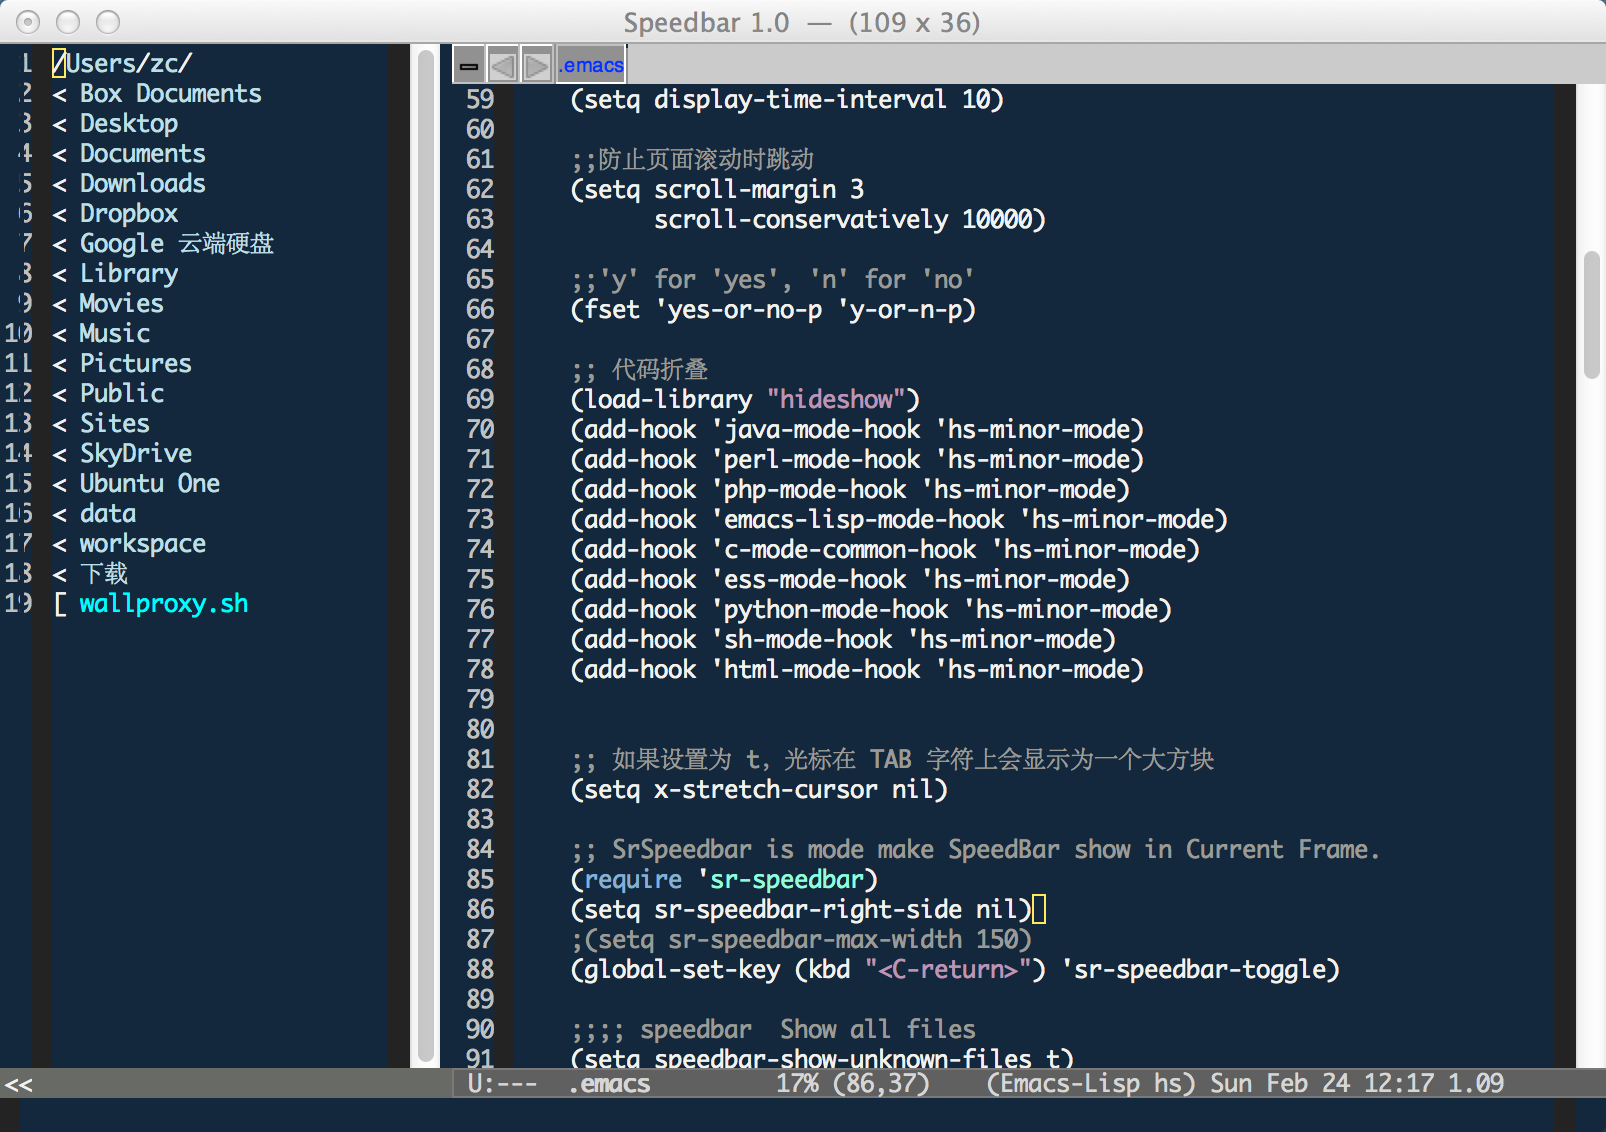 Speedbar 1.0 — (109 x 36)
1 /Users/zc/
2 < Box Documents
3 < Desktop
4 < Documents
5 < Downloads
6 < Dropbox
7 < Google 云端硬盘
8 < Library
9 < Movies
10 < Music
11 < Pictures
12 < Public
13 < Sites
14 < SkyDrive
15 < Ubuntu One
16 < data
17 < workspace
18 < 下载
19 [ wallproxy.sh
<<
.emacs
59 (setq display-time-interval 10)
60
61 ;;防止页面滚动时跳动
62 (setq scroll-margin 3
63 scroll-conservatively 10000)
64
65 ;;'y' for 'yes', 'n' for 'no'
66 (fset 'yes-or-no-p 'y-or-n-p)
67
68 ;; 代码折叠
69 (load-library "hideshow")
70 (add-hook 'java-mode-hook 'hs-minor-mode)
71 (add-hook 'perl-mode-hook 'hs-minor-mode)
72 (add-hook 'php-mode-hook 'hs-minor-mode)
73 (add-hook 'emacs-lisp-mode-hook 'hs-minor-mode)
74 (add-hook 'c-mode-common-hook 'hs-minor-mode)
75 (add-hook 'ess-mode-hook 'hs-minor-mode)
76 (add-hook 'python-mode-hook 'hs-minor-mode)
77 (add-hook 'sh-mode-hook 'hs-minor-mode)
78 (add-hook 'html-mode-hook 'hs-minor-mode)
79
80
81 ;; 如果设置为 t，光标在 TAB 字符上会显示为一个大方块
82 (setq x-stretch-cursor nil)
83
84 ;; SrSpeedbar is mode make SpeedBar show in Current Frame.
85 (require 'sr-speedbar)
86 (setq sr-speedbar-right-side nil)
87 ;(setq sr-speedbar-max-width 150)
88 (global-set-key (kbd "<C-return>") 'sr-speedbar-toggle)
89
90 ;;;; speedbar  Show all files
91 (setq speedbar-show-unknown-files t)
U:--- .emacs 17% (86,37) (Emacs-Lisp hs) Sun Feb 24 12:17 1.09